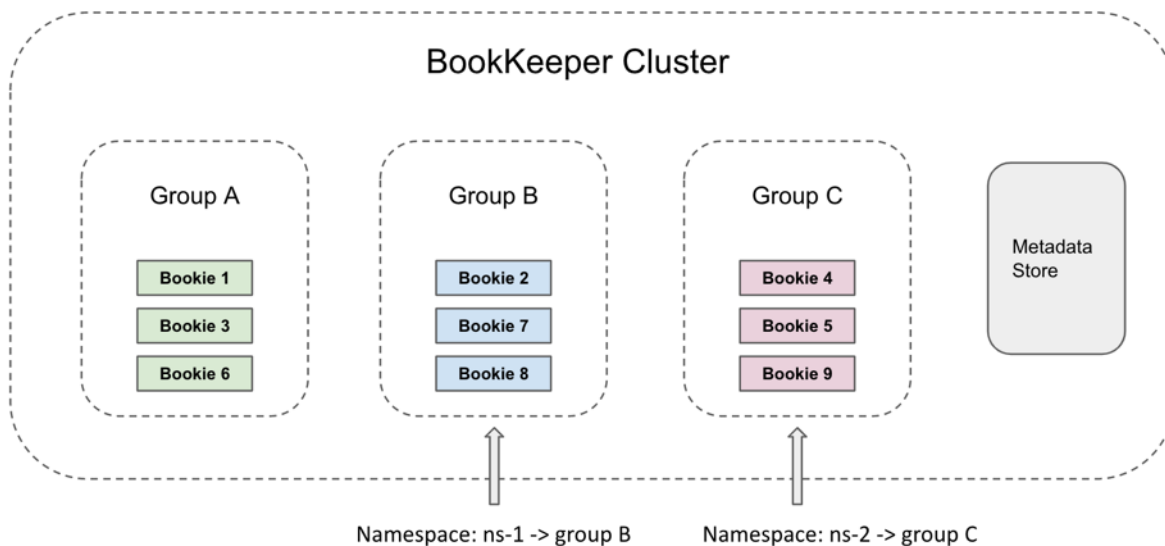 BookKeeper Cluster
Group A
Bookie 1
Bookie 3
Bookie 6
Group B
Bookie 2
Bookie 7
Bookie 8
Group C
Bookie 4
Bookie 5
Bookie 9
Metadata
Store
Namespace: ns-1 -> group B
Namespace: ns-2 -> group C